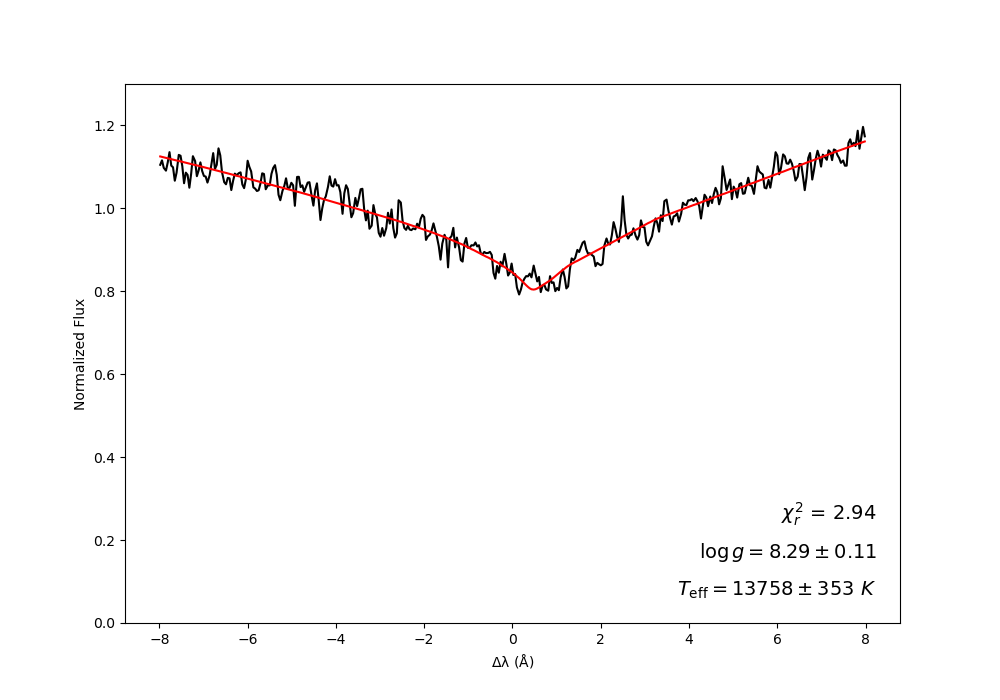 Normalized Flux
1.2
1.0
0.8
0.6
0.4
0.2
0.0
χ²ᵣ = 2.94
log g = 8.29 ± 0.11
T_eff = 13758 ± 353 K
−8 −6 −4 −2 0 2 4 6 8
Δλ (Å)